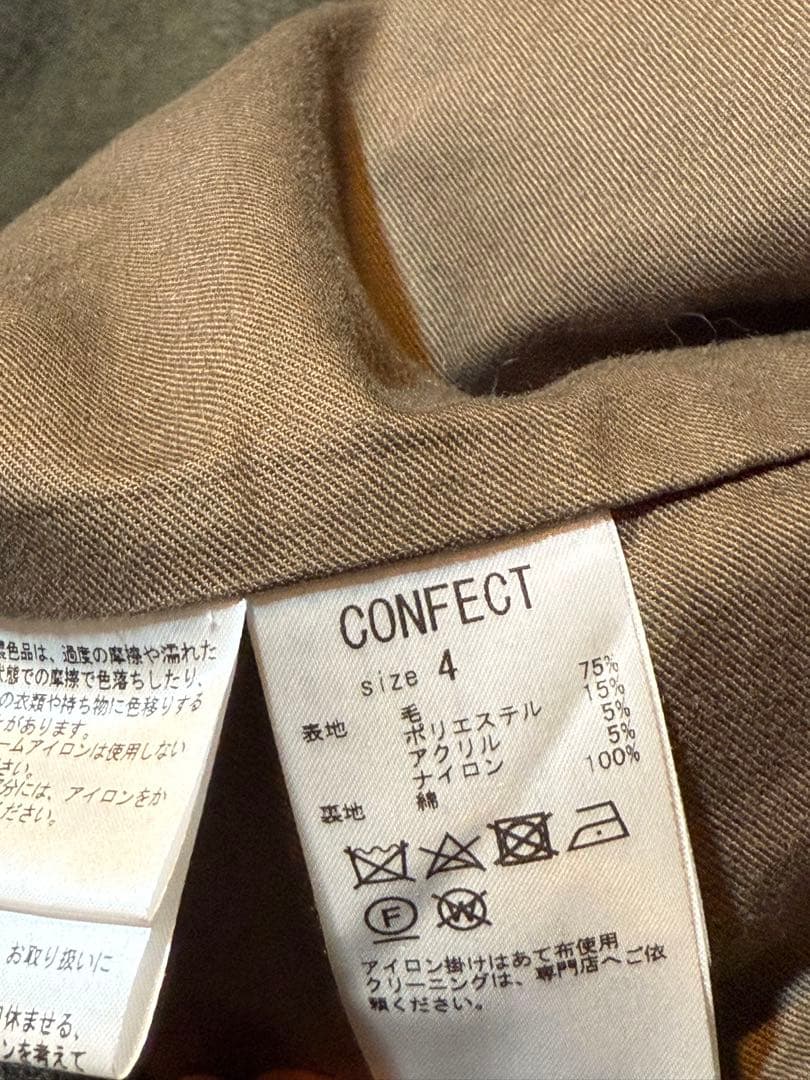 濃色品は、過度の摩擦や濡れた
状態での摩擦で色落ちしたり、
の衣類や持ち物に色移りする
とがあります。
ームアイロンは使用しない
さい。
部分には、アイロンをか
ください。
お取り扱いに
休ませる、
ンを考えて
CONFECT
size 4
表地 毛 75%
ポリエステル 15%
アクリル 5%
ナイロン 5%
裏地 綿 100%
F W
アイロン掛けはあて布使用
クリーニングは、専門店へご依
頼ください。